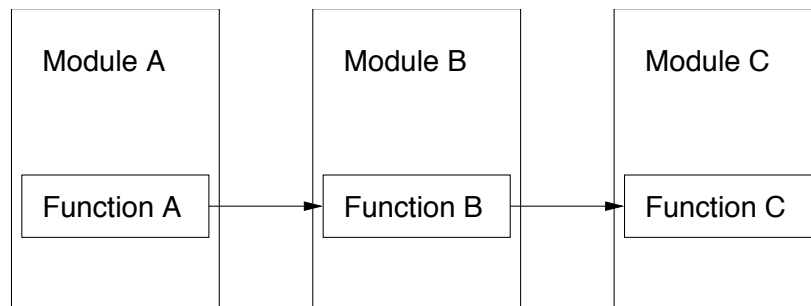 Module A
Module B
Module C
Function A
Function B
Function C